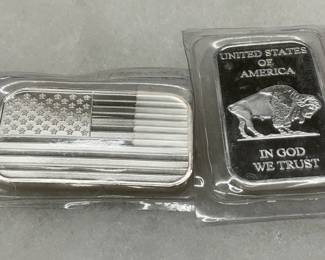 UNITED STATES
OF
AMERICA
IN GOD
WE TRUST